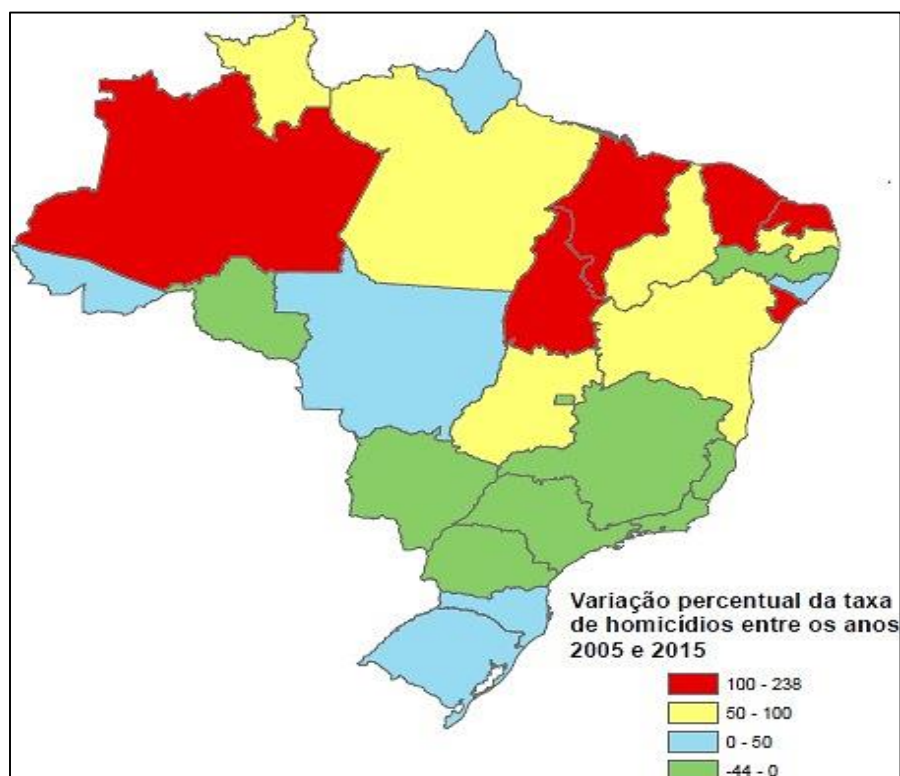 Variação percentual da taxa
de homicídios entre os anos
2005 e 2015
100 - 238
50 - 100
0 - 50
-44 - 0